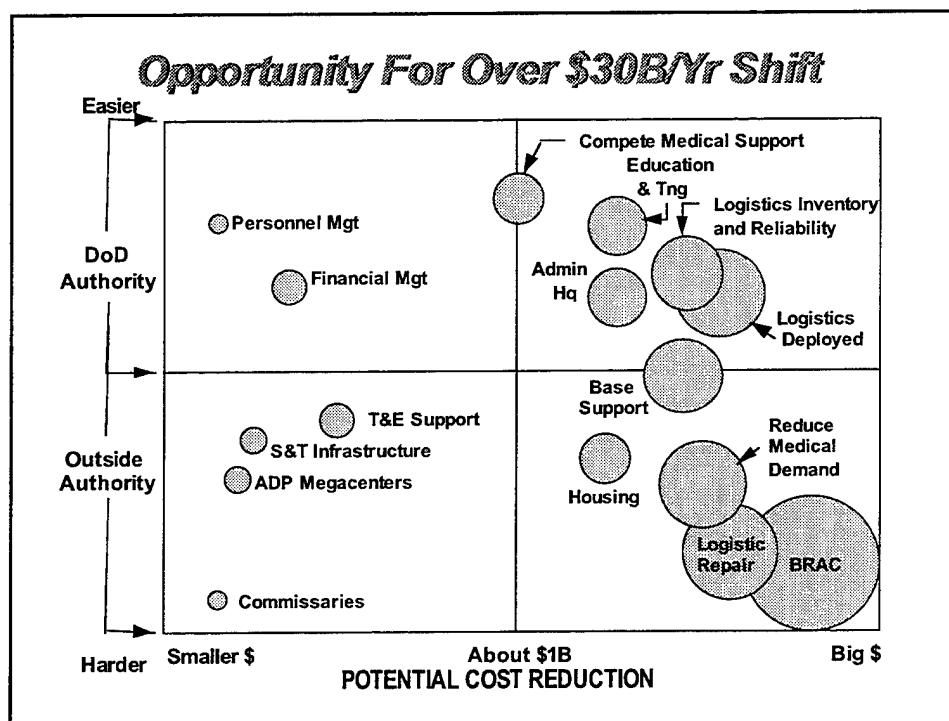 Opportunity For Over $30B/Yr Shift
Easier
Compete Medical Support
Education
& Tng
Logistics Inventory
and Reliability
Personnel Mgt
DoD
Authority
Financial Mgt
Admin
Hq
Logistics
Deployed
Base
Support
T&E Support
S&T Infrastructure
Reduce
Medical
Demand
Outside
Authority
ADP Megacenters
Housing
Logistic
Repair
BRAC
Commissaries
Harder
Smaller $
About $1B
Big $
POTENTIAL COST REDUCTION